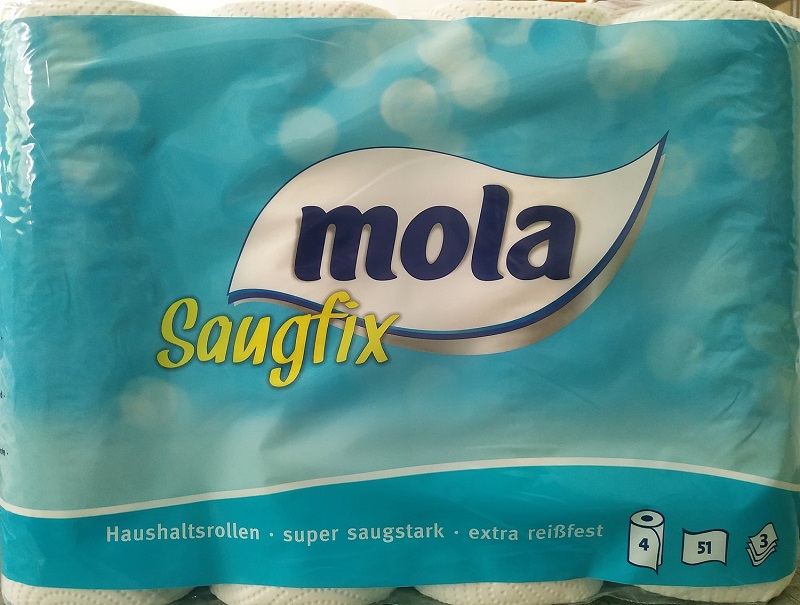 mola
Saugfix
Haushaltsrollen · super saugstark · extra reißfest
4
51
3